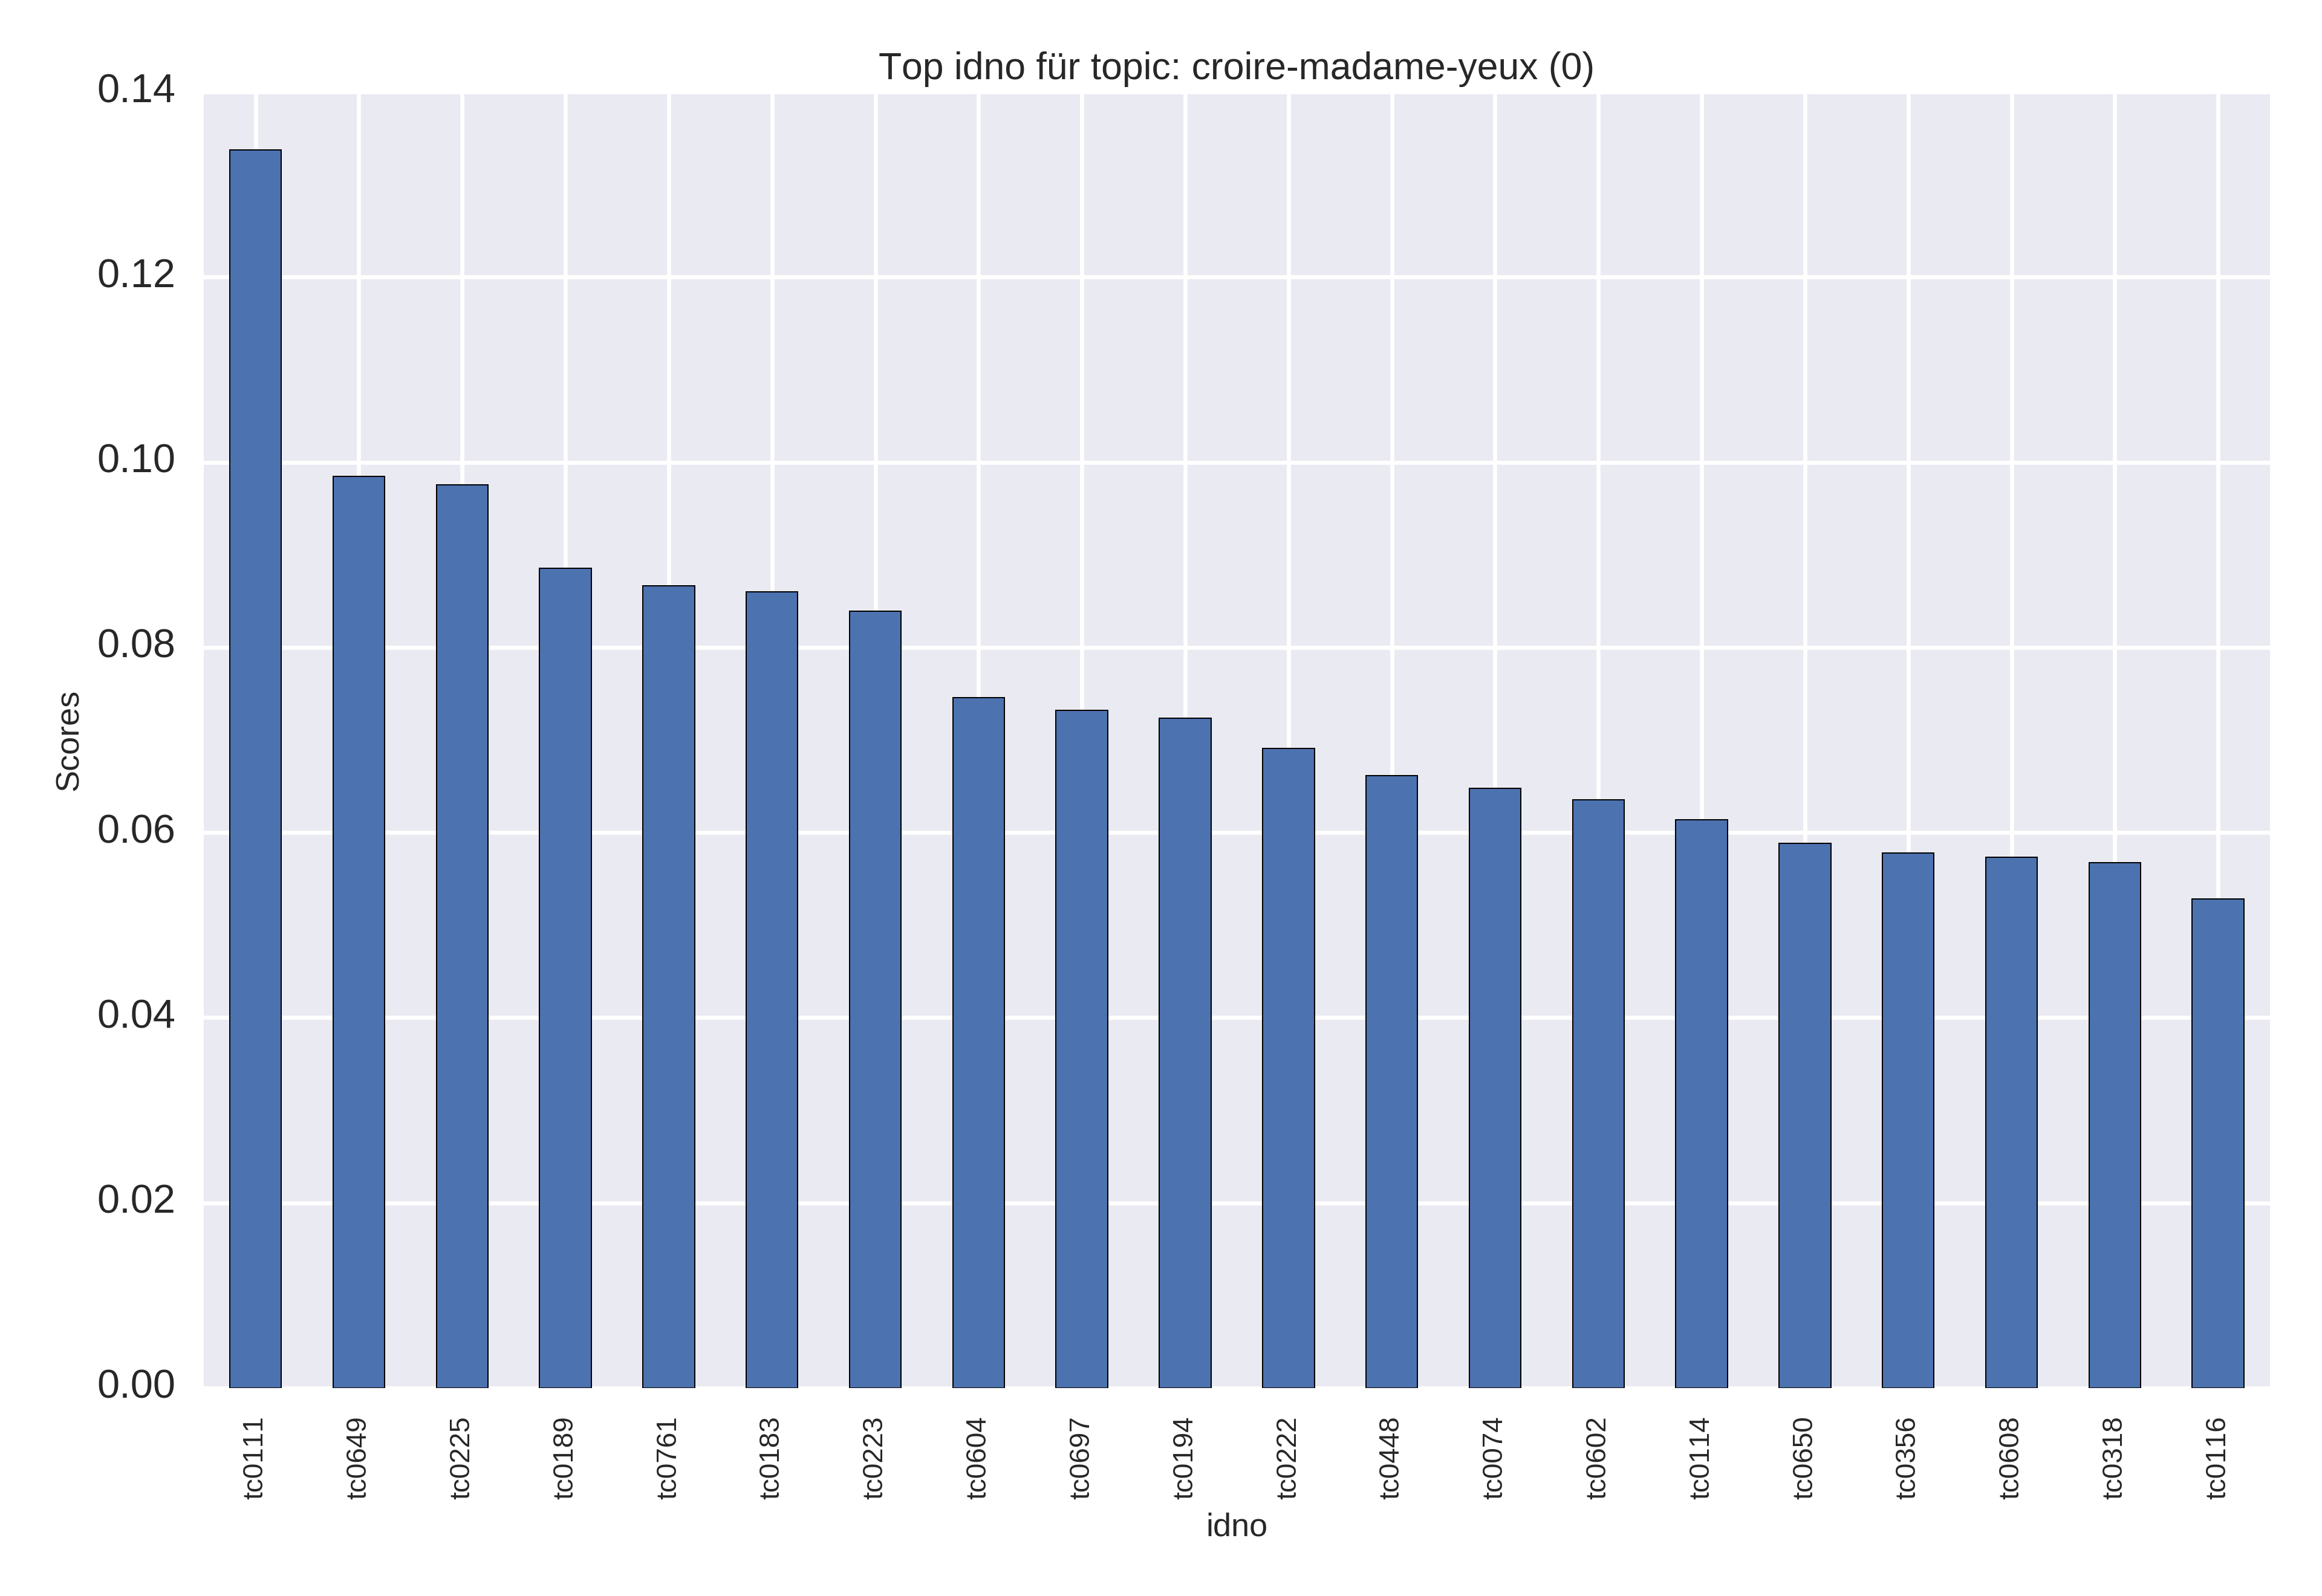 Top idno für topic: croire-madame-yeux (0)
0.14
0.12
0.10
0.08
0.06
0.04
0.02
0.00
Scores
tc0111
tc0649
tc0225
tc0189
tc0761
tc0183
tc0223
tc0604
tc0697
tc0194
tc0222
tc0448
tc0074
tc0602
tc0114
tc0650
tc0356
tc0608
tc0318
tc0116
idno